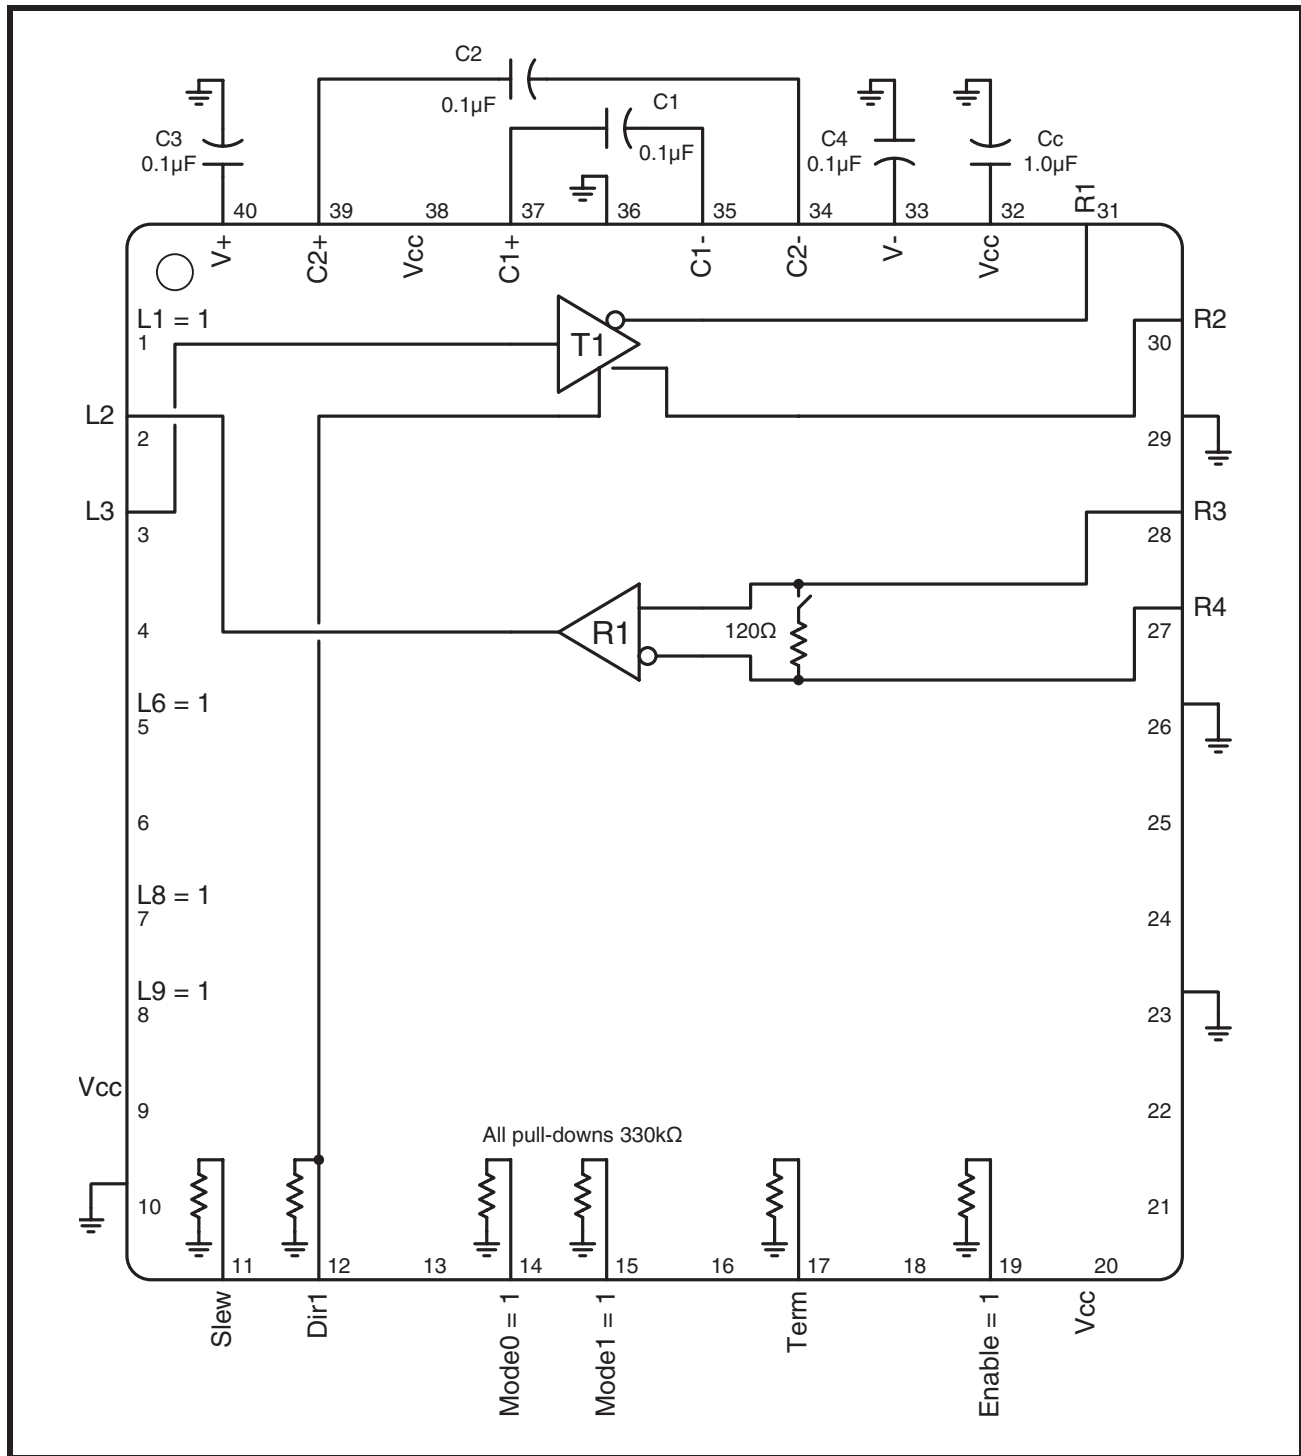 C2
0.1µF
C1
0.1µF
C3
0.1µF
C4
0.1µF
Cc
1.0µF
R1
40
39
38
37
36
35
34
33
32
31
V+
C2+
Vcc
C1+
C1-
C2-
V-
Vcc
L1 = 1
1
T1
R2
30
L2
2
29
L3
3
R3
28
4
R1
120Ω
R4
27
L6 = 1
5
26
6
25
L8 = 1
7
24
L9 = 1
8
23
Vcc
9
22
All pull-downs 330kΩ
10
21
11
12
13
14
15
16
17
18
19
20
Slew
Dir1
Mode0 = 1
Mode1 = 1
Term
Enable = 1
Vcc